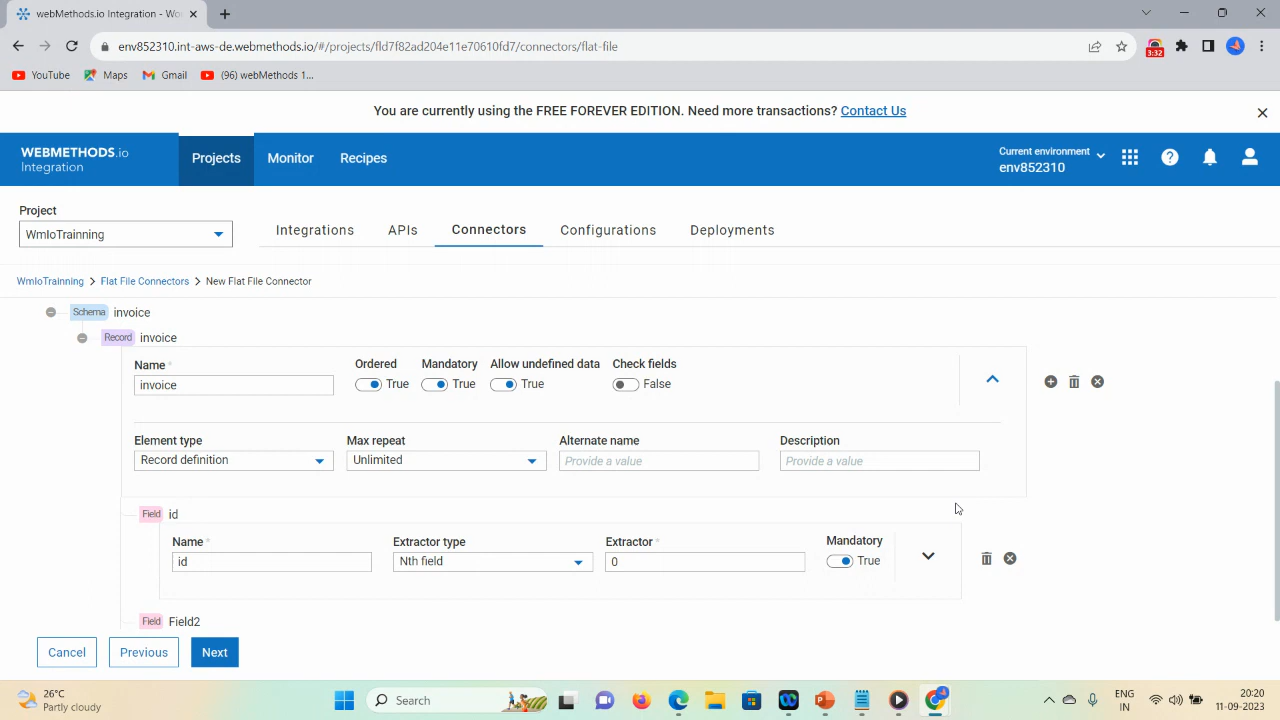 webMethods.io Integration - Wor
env852310.int-aws-de.webmethods.io/#/projects/fld7f82ad204e11e70610fd7/connectors/flat-file
3:32
YouTube Maps Gmail (96) webMethods 1...
You are currently using the FREE FOREVER EDITION. Need more transactions? Contact Us
WEBMETHODS.io
Integration
Projects Monitor Recipes
Current environment
env852310
Project
WmIoTrainning
Integrations APIs Connectors Configurations Deployments
WmIoTrainning > Flat File Connectors > New Flat File Connector
Schema invoice
Record invoice
Name * Ordered Mandatory Allow undefined data Check fields
invoice True True True False
Element type Max repeat Alternate name Description
Record definition Unlimited Provide a value Provide a value
Field id
Name * Extractor type Extractor * Mandatory
id Nth field 0 True
Field Field2
Cancel Previous Next
26°C
Partly cloudy
Search
ENG
IN
20:20
11-09-2023